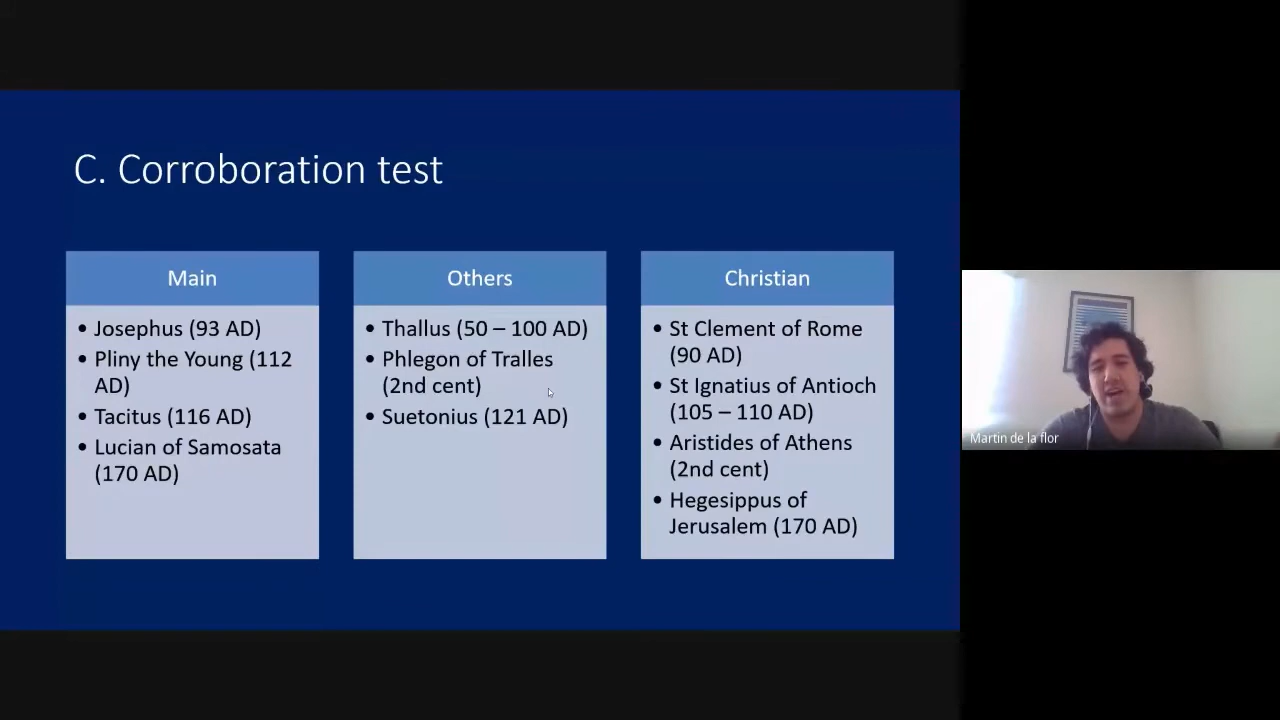 C. Corroboration test
Main
• Josephus (93 AD)
• Pliny the Young (112
AD)
• Tacitus (116 AD)
• Lucian of Samosata
(170 AD)
Others
• Thallus (50 – 100 AD)
• Phlegon of Tralles
(2nd cent)
• Suetonius (121 AD)
Christian
• St Clement of Rome
(90 AD)
• St Ignatius of Antioch
(105 – 110 AD)
• Aristides of Athens
(2nd cent)
• Hegesippus of
Jerusalem (170 AD)
Martin de la flor